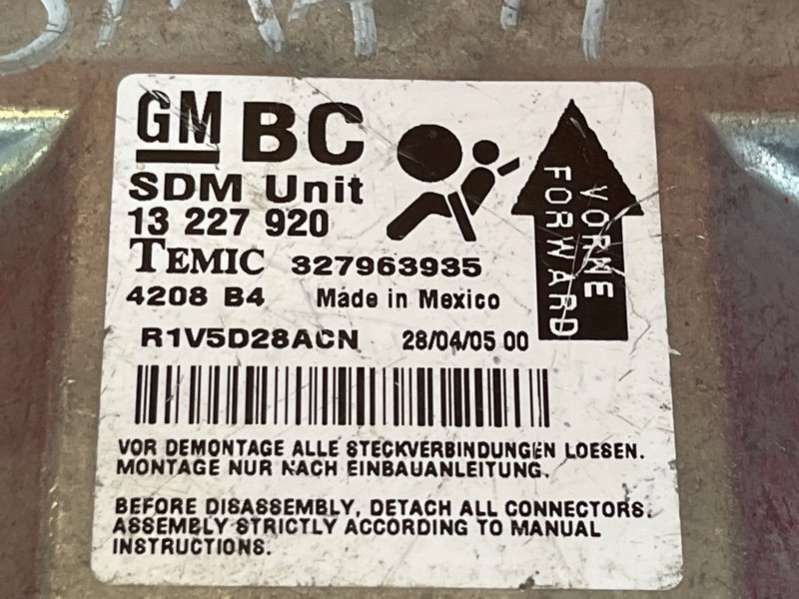 GM BC
SDM Unit
13 227 920
TEMIC 327963935
4208 B4 Made in Mexico
R1V5D28ACN 28/04/05 00
VORNE
FORWARD
VOR DEMONTAGE ALLE STECKVERBINDUNGEN LOESEN.
MONTAGE NUR NACH EINBAUANLEITUNG.
BEFORE DISASSEMBLY, DETACH ALL CONNECTORS.
ASSEMBLY STRICTLY ACCORDING TO MANUAL
INSTRUCTIONS.